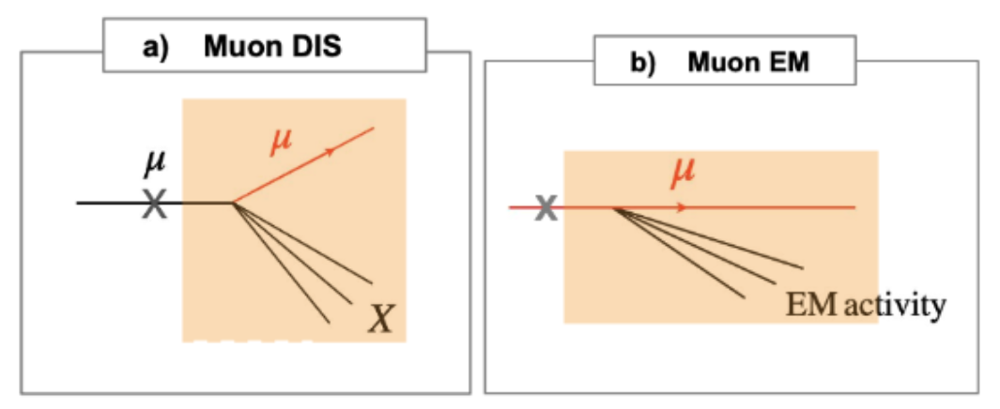 a) Muon DIS
μ
μ
X
X
b) Muon EM
μ
X
EM activity